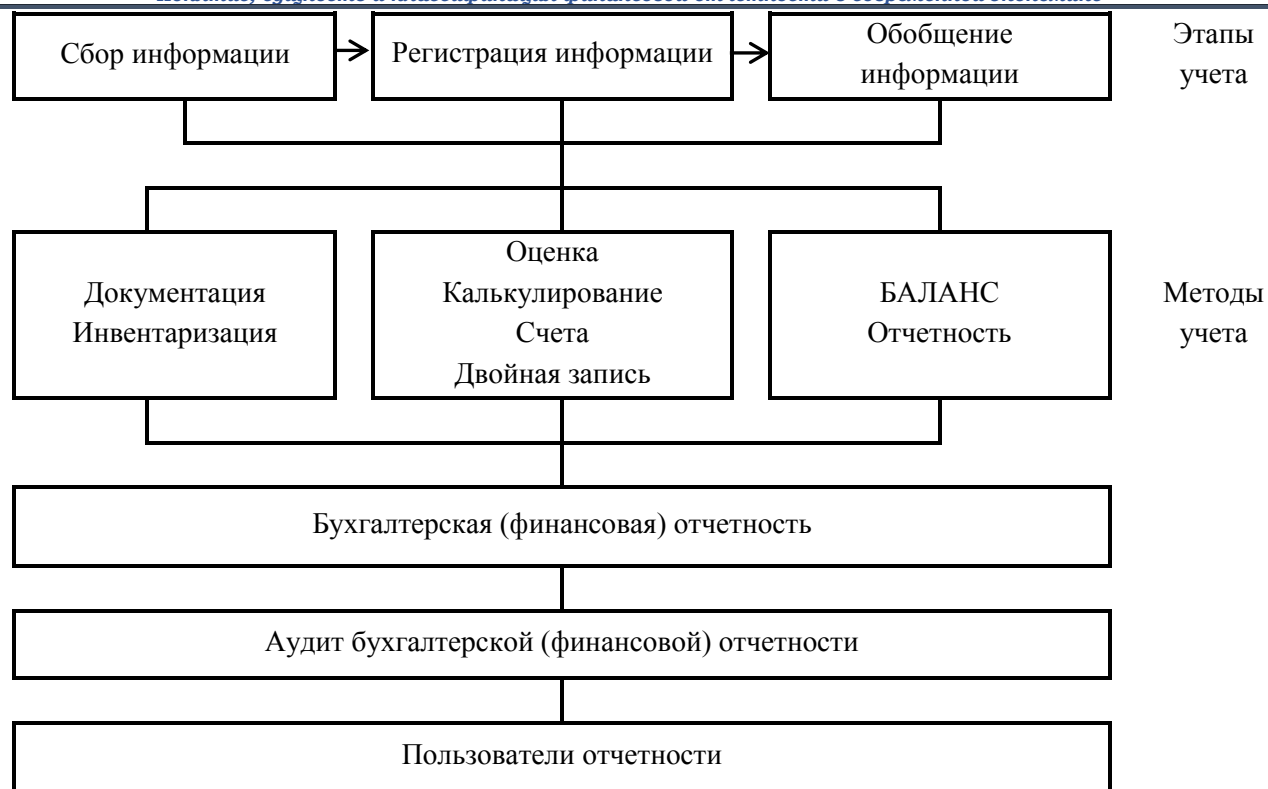 Сбор информации
Регистрация информации
Обобщение
информации
Этапы
учета
Документация
Инвентаризация
Оценка
Калькулирование
Счета
Двойная запись
БАЛАНС
Отчетность
Методы
учета
Бухгалтерская (финансовая) отчетность
Аудит бухгалтерской (финансовой) отчетности
Пользователи отчетности